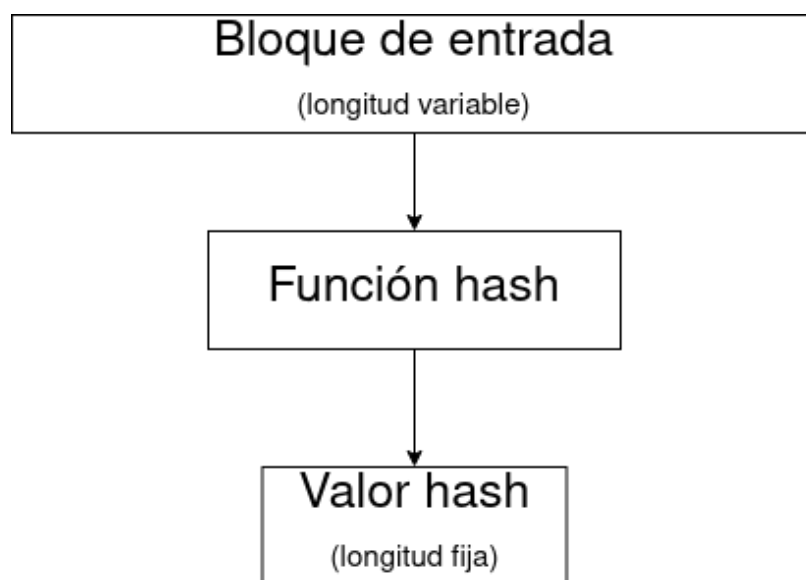 Bloque de entrada
(longitud variable)
Función hash
Valor hash
(longitud fija)